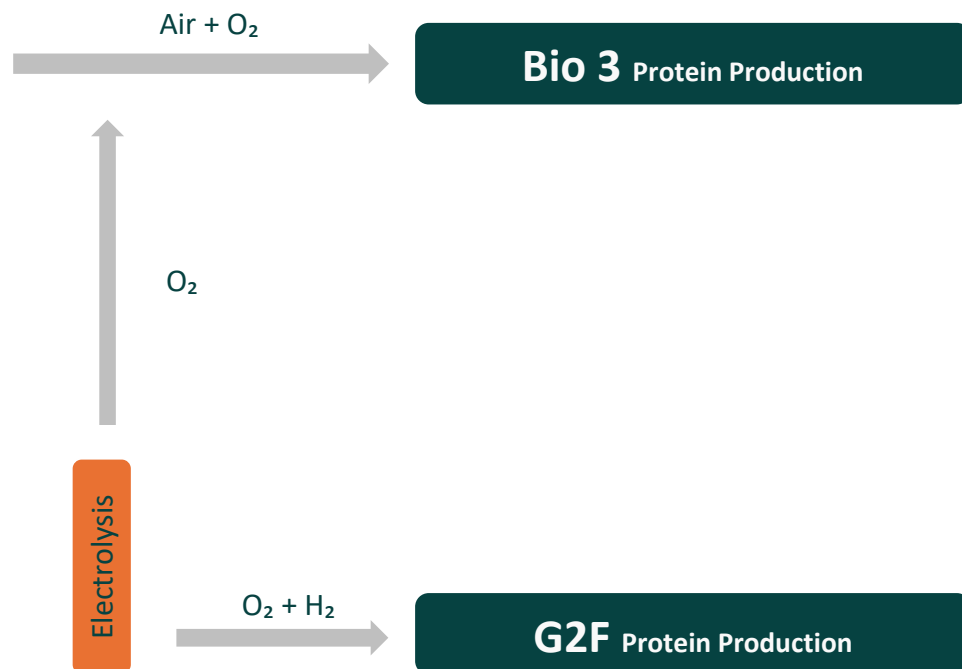 Air + O₂
Bio 3 Protein Production
O₂
Electrolysis
O₂ + H₂
G2F Protein Production